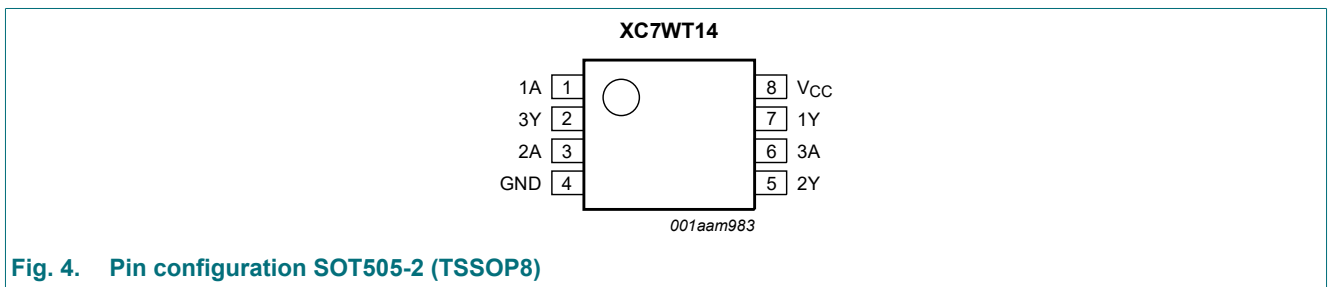 XC7WT14
1A 1 8 VCC
3Y 2 7 1Y
2A 3 6 3A
GND 4 5 2Y
001aam983
Fig. 4. Pin configuration SOT505-2 (TSSOP8)